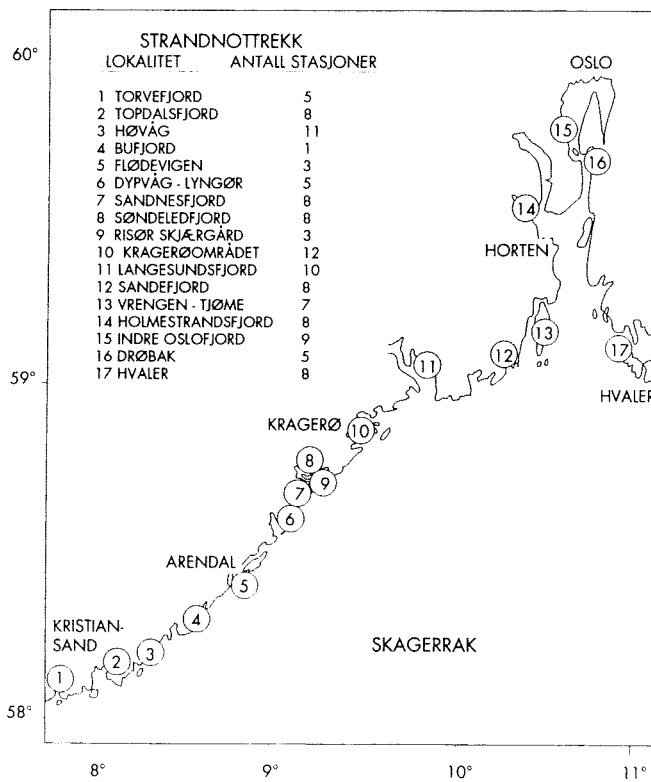 60°
STRANDNOTTREKK
LOKALITET ANTALL STASJONER
1 TORVEFJORD 5
2 TOPDALSFJORD 8
3 HØVÅG 11
4 BUFJORD 1
5 FLØDEVIGEN 3
6 DYPVÅG - LYNGØR 5
7 SANDNESFJORD 8
8 SØNDELEDFJORD 8
9 RISØR SKJÆRGÅRD 3
10 KRAGERØOMRÅDET 12
11 LANGESUNDSFJORD 10
12 SANDEFJORD 8
13 VRENGEN - TJØME 7
14 HOLMESTRANDSFJORD 8
15 INDRE OSLOFJORD 9
16 DRØBAK 5
17 HVALER 8
OSLO
15
16
14
HORTEN
13
17
12
11
59°
HVALER
KRAGERØ
10
8
9
7
6
ARENDAL
5
4
KRISTIAN-
SAND
3
2
1
SKAGERRAK
58°
8° 9° 10° 11°